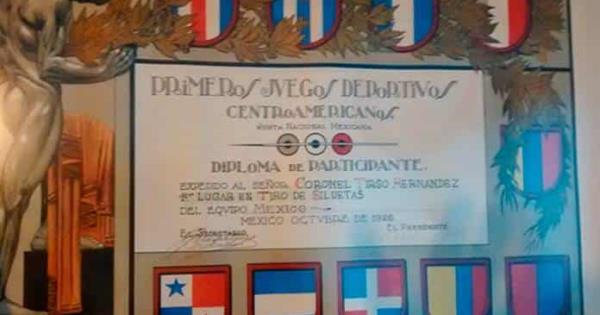 PRIMEROS JUEGOS DEPORTIVOS
CENTROAMERICANOS.
JUNTA NACIONAL MEXICANA
DIPLOMA DE PARTICIPANTE.
EXPEDIDO AL SEÑOR CORONEL TIRSO HERNANDEZ
LUGAR EN TIRO DE SILUETAS
DEL EQUIPO MEXICO
MEXICO OCTUBRE DE 1926
EL SECRETARIO,
EL PRESIDENTE